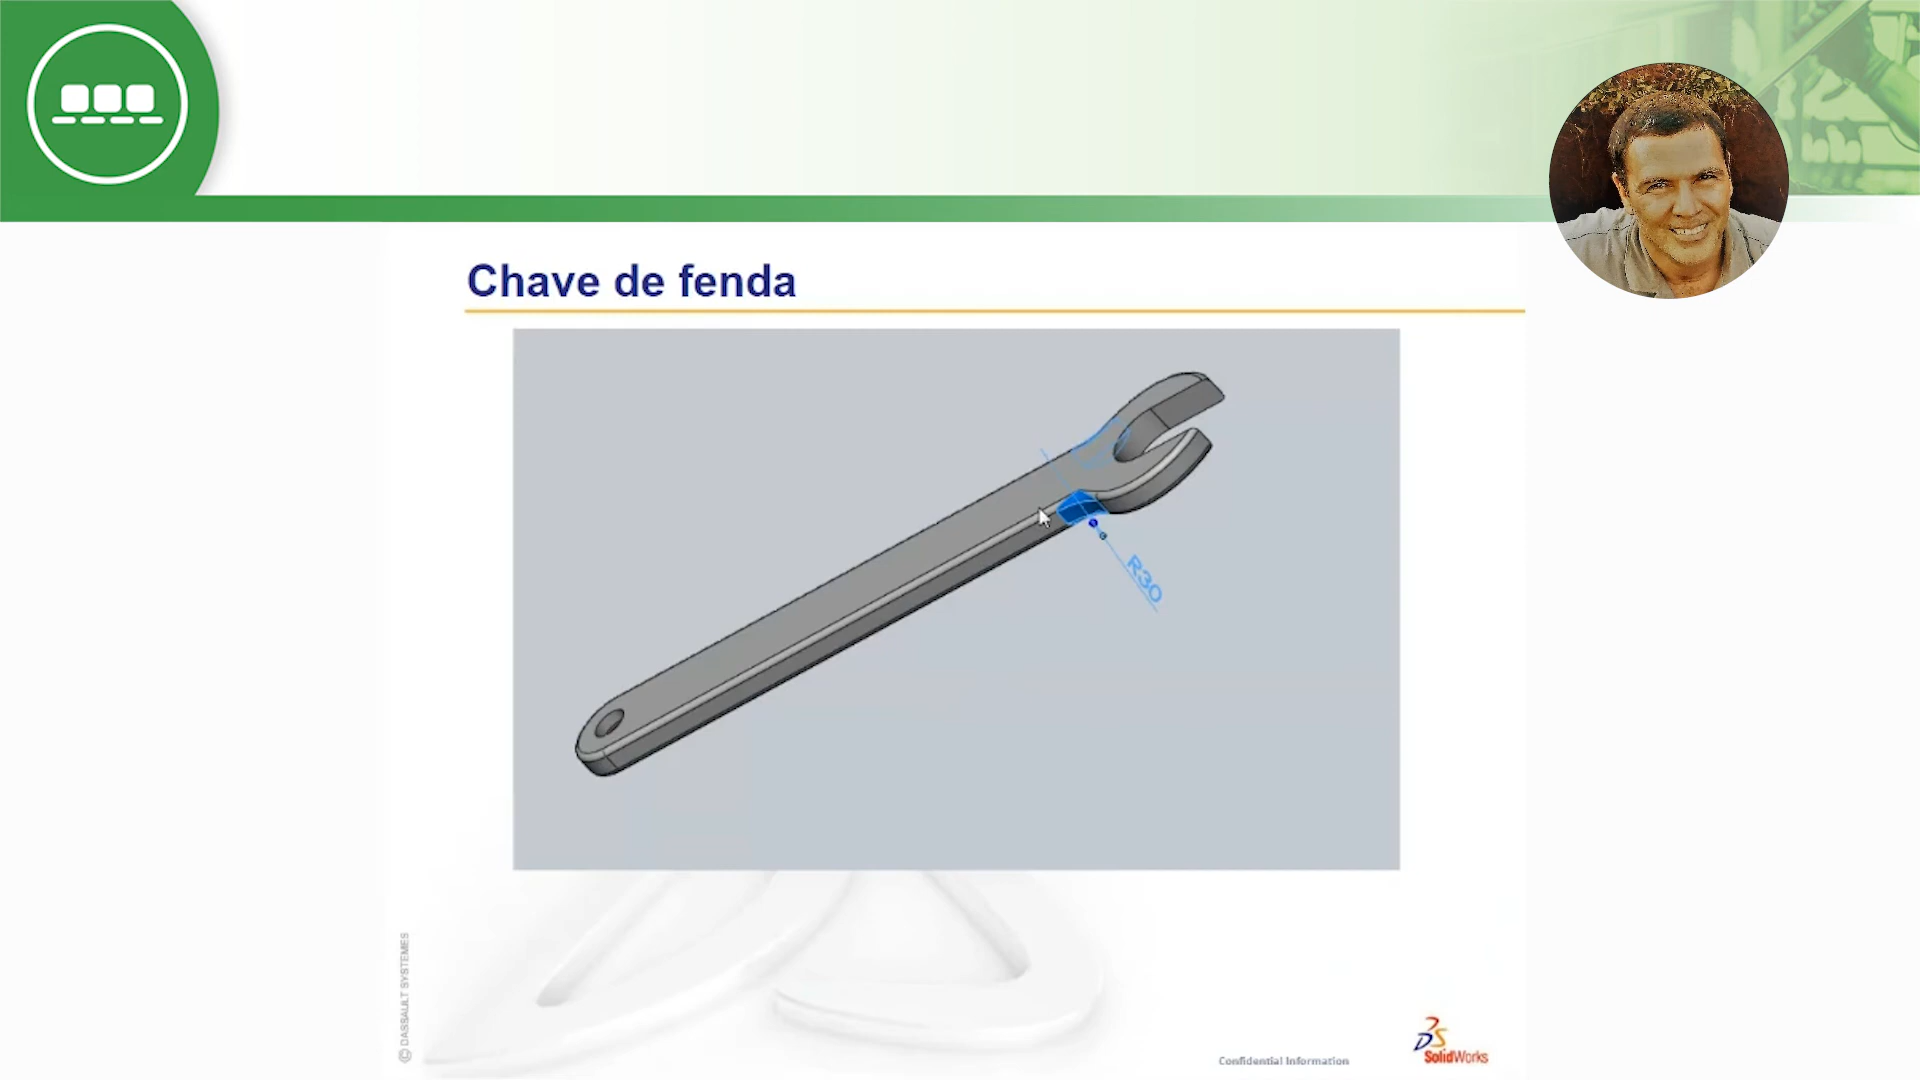 Chave de fenda
R30
© DASSAULT SYSTEMES
Confidential Information
SolidWorks